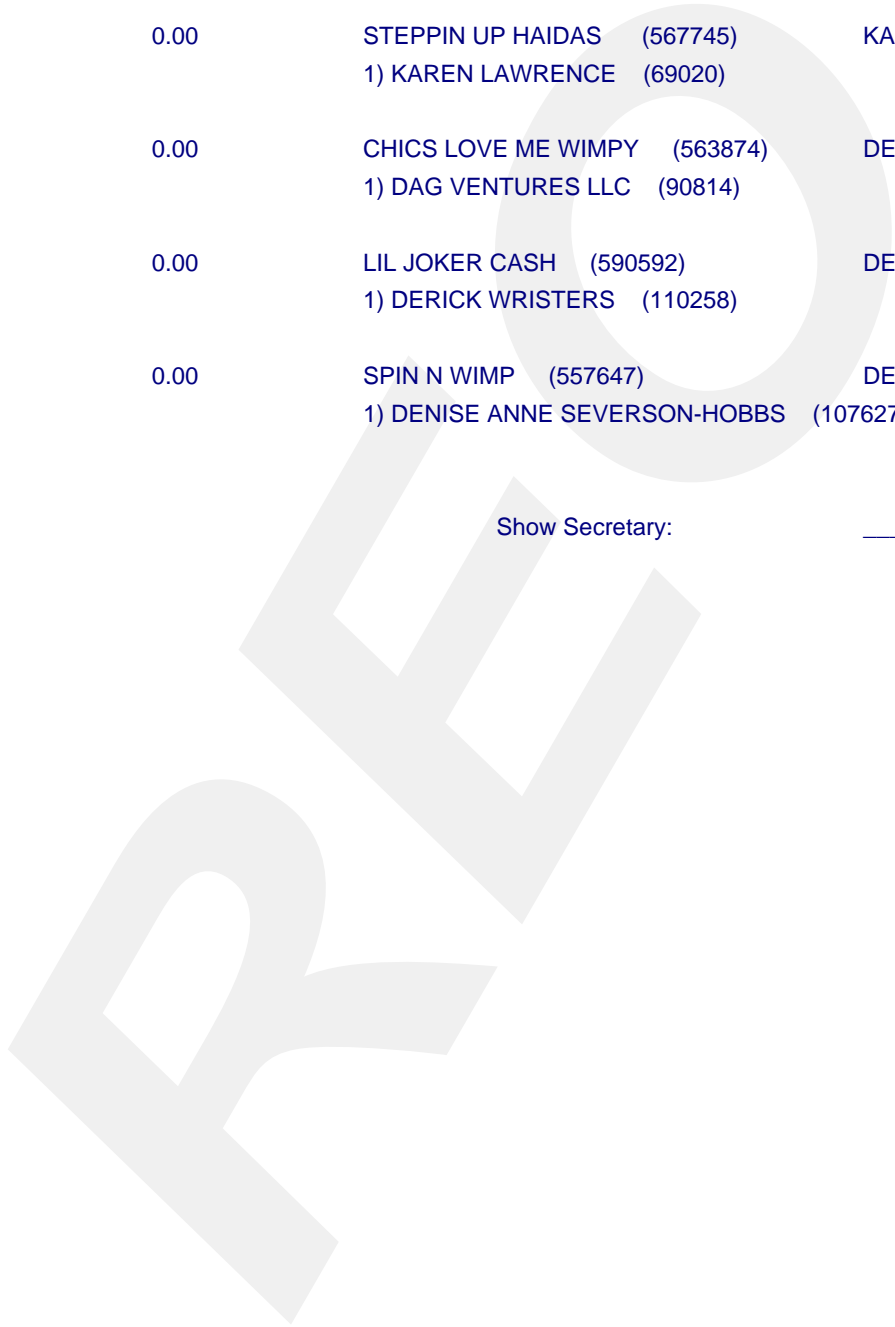 0.00 STEPPIN UP HAIDAS (567745) KA
1) KAREN LAWRENCE (69020)
0.00 CHICS LOVE ME WIMPY (563874) DE
1) DAG VENTURES LLC (90814)
0.00 LIL JOKER CASH (590592) DE
1) DERICK WRISTERS (110258)
0.00 SPIN N WIMP (557647) DE
1) DENISE ANNE SEVERSON-HOBBS (107627
Show Secretary: ___
REO